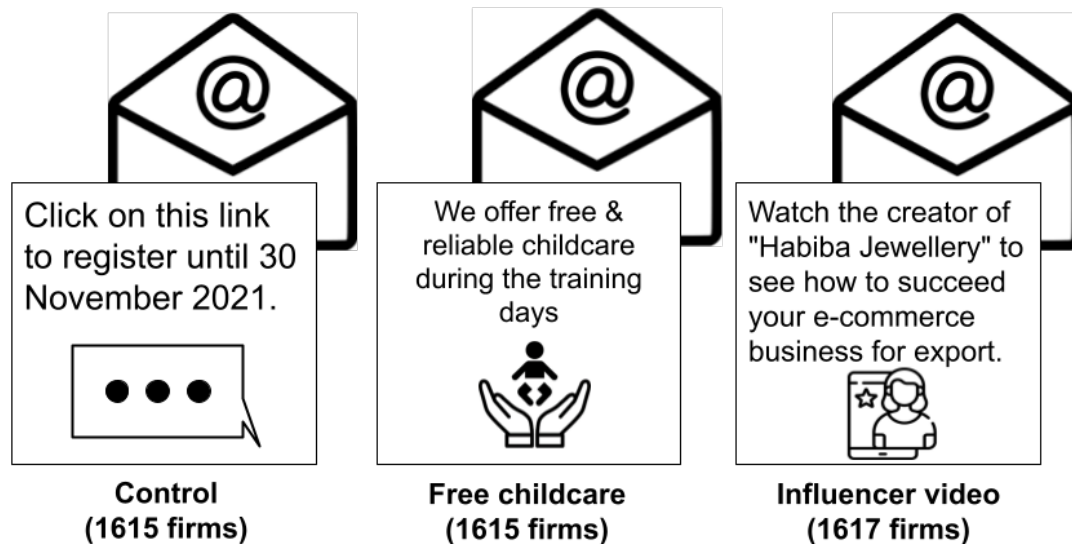 @
@
@
Click on this link
to register until 30
November 2021.
We offer free &
reliable childcare
during the training
days
Watch the creator of
"Habiba Jewellery" to
see how to succeed
your e-commerce
business for export.
Control
(1615 firms)
Free childcare
(1615 firms)
Influencer video
(1617 firms)